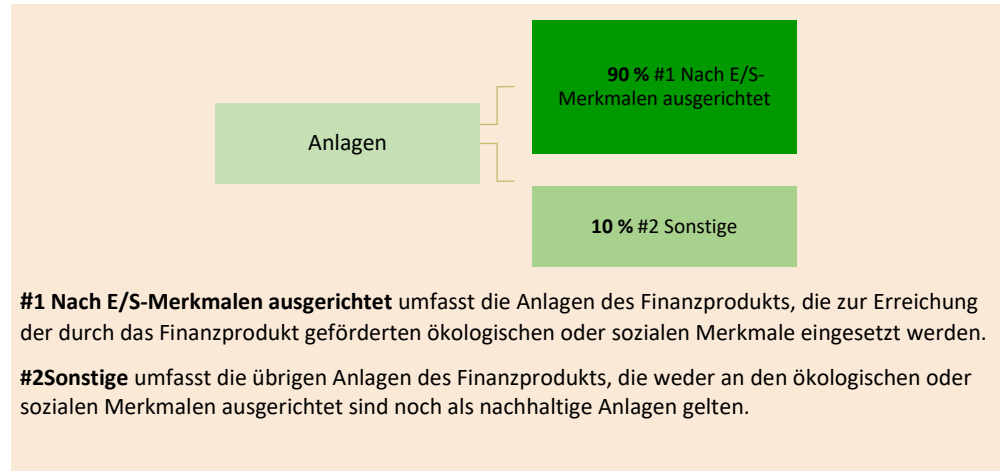 90 % #1 Nach E/S-
Merkmalen ausgerichtet
Anlagen
10 % #2 Sonstige
#1 Nach E/S-Merkmalen ausgerichtet umfasst die Anlagen des Finanzprodukts, die zur Erreichung
der durch das Finanzprodukt geförderten ökologischen oder sozialen Merkmale eingesetzt werden.
#2Sonstige umfasst die übrigen Anlagen des Finanzprodukts, die weder an den ökologischen oder
sozialen Merkmalen ausgerichtet sind noch als nachhaltige Anlagen gelten.